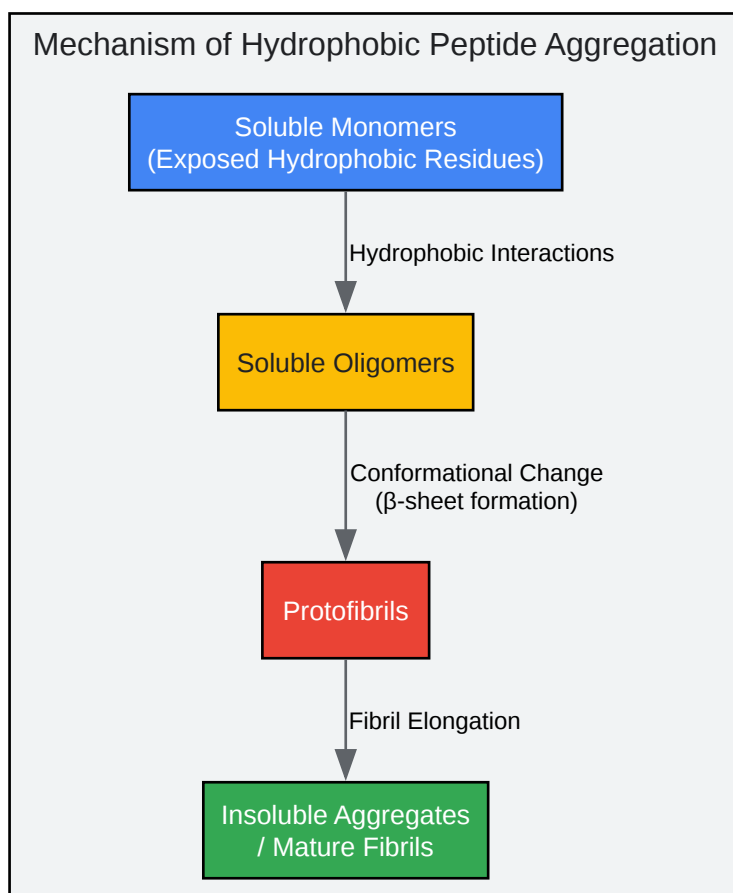 Mechanism of Hydrophobic Peptide Aggregation
Soluble Monomers
(Exposed Hydrophobic Residues)
Hydrophobic Interactions
Soluble Oligomers
Conformational Change
(β-sheet formation)
Protofibrils
Fibril Elongation
Insoluble Aggregates
/ Mature Fibrils